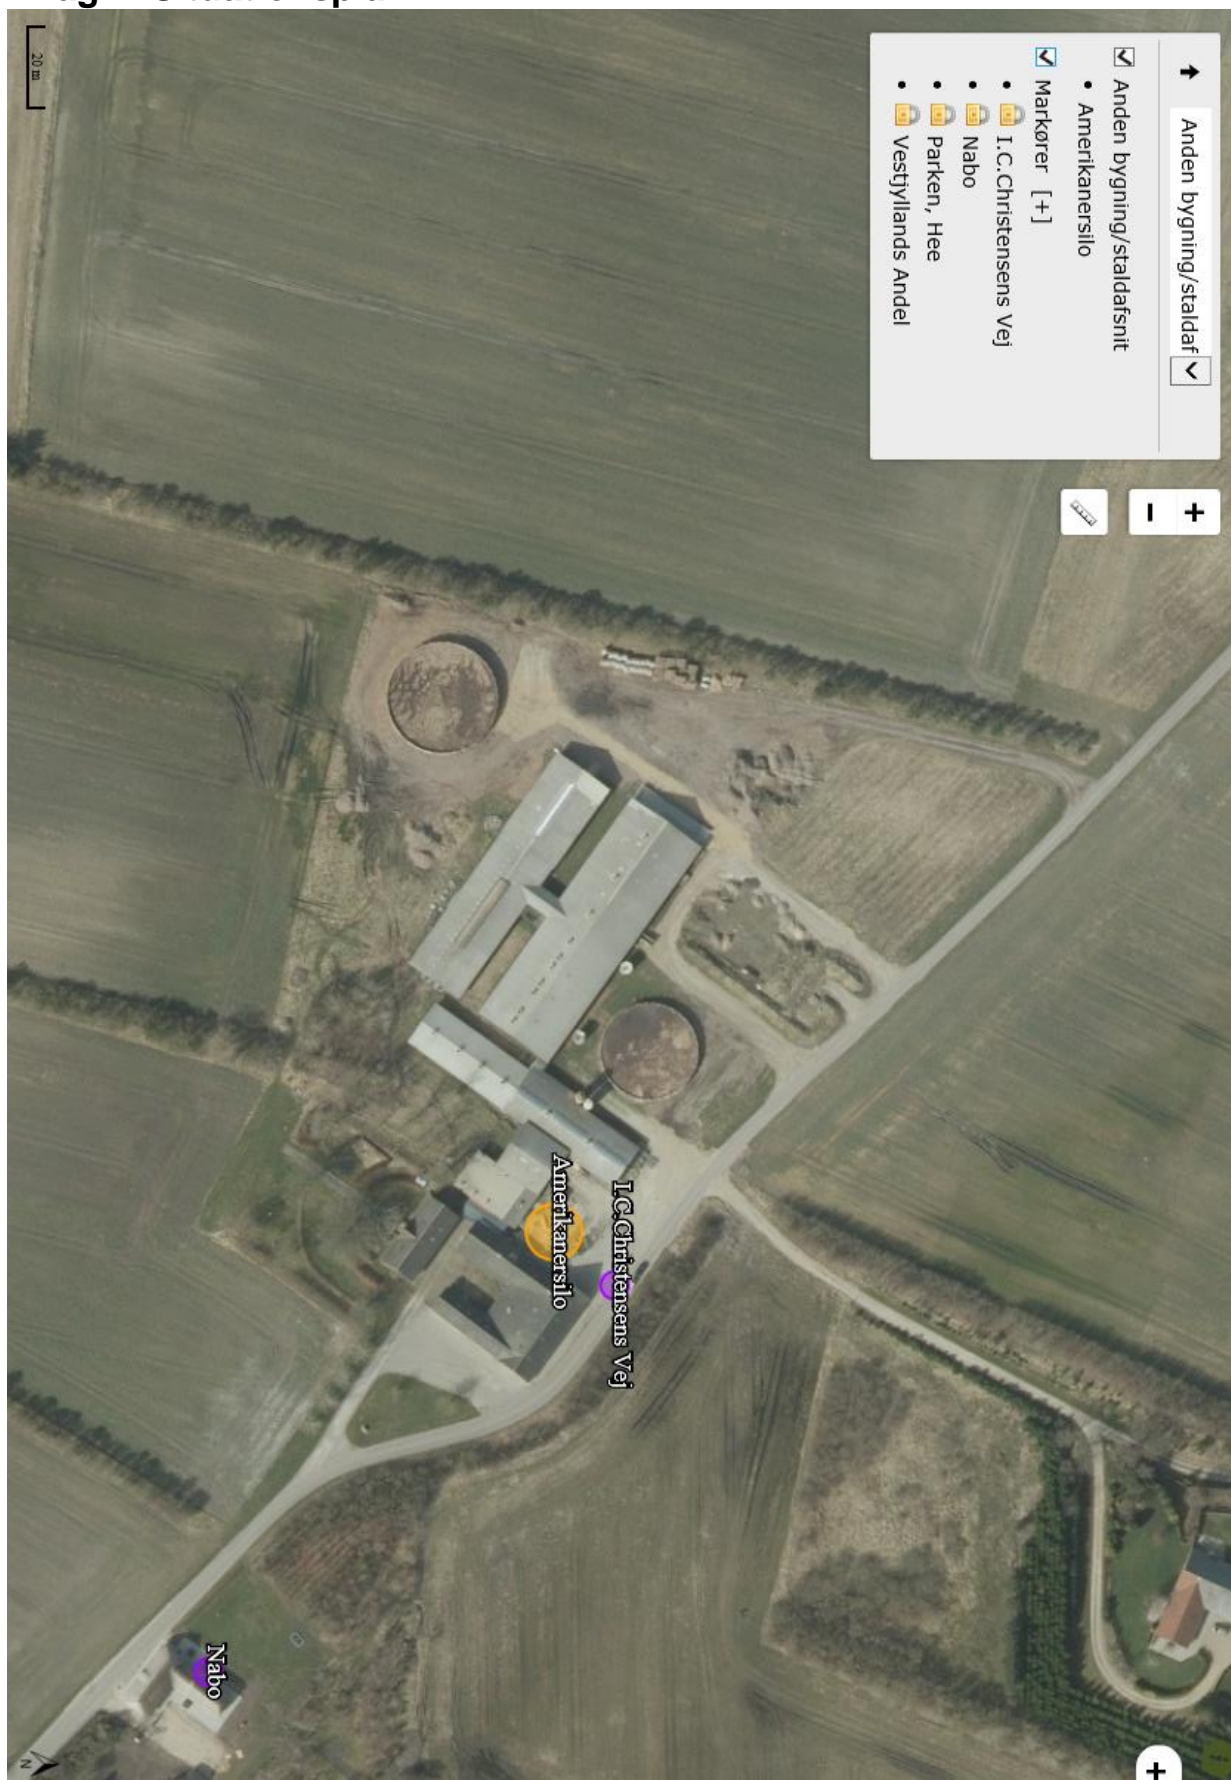 Anden bygning/staldaf
Anden bygning/staldafsnit
• Amerikanersilo
Markører [+]
• I.C.Christensens Vej
• Nabo
• Parken, Hee
• Vestjyllands Andel
+
−
20 m
Amerikanersilo
I.C.Christensens Vej
Nabo
N
+